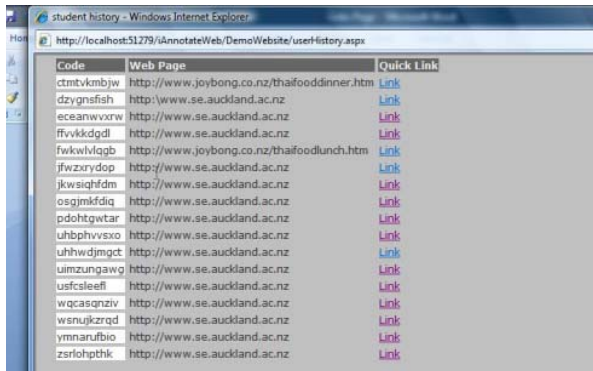 student history - Windows Internet Explorer
http://localhost:51279/iAnnotateWeb/DemoWebsite/userHistory.aspx
Code Web Page Quick Link
ctmtvkmbjw http://www.joybong.co.nz/thaifooddinner.htm Link
dzygnsfish http:\www.se.auckland.ac.nz Link
eceanwvxrw http://www.se.auckland.ac.nz Link
ffvvkkdgdl http://www.se.auckland.ac.nz Link
fwkwlvlqgb http://www.joybong.co.nz/thaifoodlunch.htm Link
jfwzxrydop http://www.se.auckland.ac.nz Link
jkwsiqhfdm http://www.se.auckland.ac.nz Link
osgjmkfdiq http://www.se.auckland.ac.nz Link
pdohtgwtar http://www.se.auckland.ac.nz Link
uhbphvvsxo http://www.se.auckland.ac.nz Link
uhhwdjmgct http://www.se.auckland.ac.nz Link
uimzungawg http://www.se.auckland.ac.nz Link
usfcsleefl http://www.se.auckland.ac.nz Link
wqcasqnziv http://www.se.auckland.ac.nz Link
wsnujkzrqd http://www.se.auckland.ac.nz Link
ymnarufbio http://www.se.auckland.ac.nz Link
zsrlohpthk http://www.se.auckland.ac.nz Link